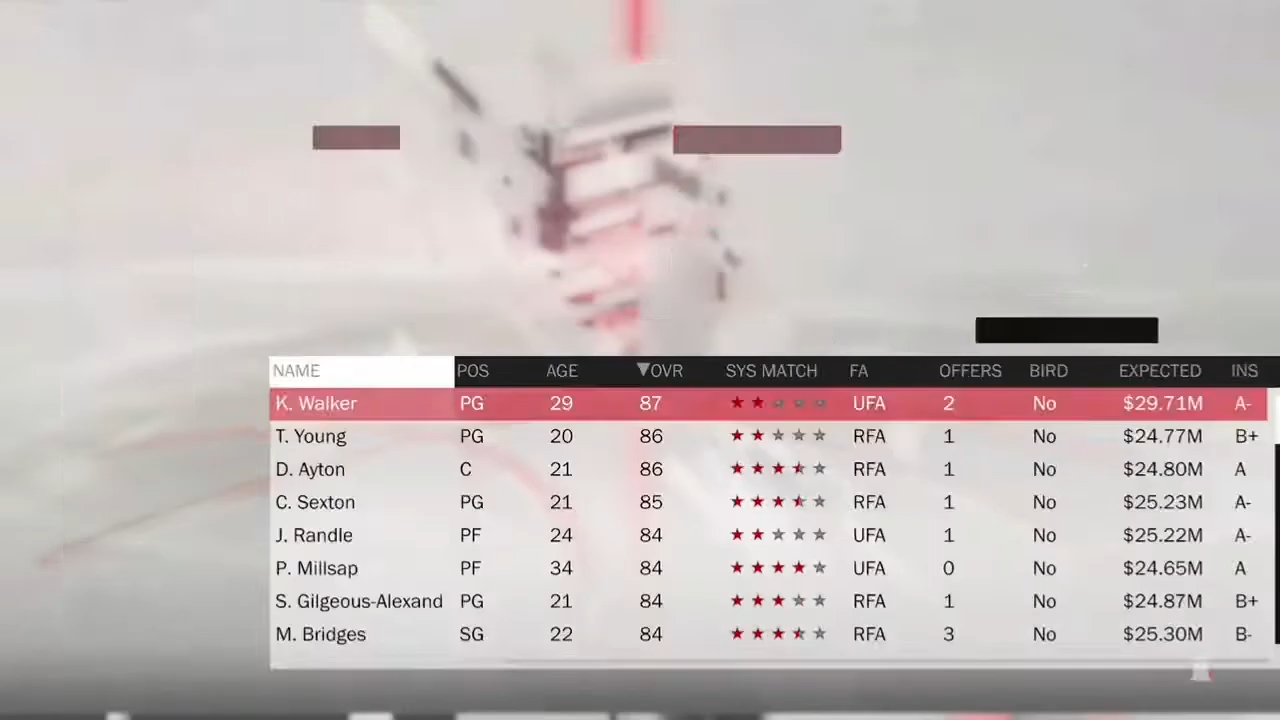 NAME POS AGE ▼OVR SYS MATCH FA OFFERS BIRD EXPECTED INS
K. Walker PG 29 87 UFA 2 No $29.71M A-
T. Young PG 20 86 RFA 1 No $24.77M B+
D. Ayton C 21 86 RFA 1 No $24.80M A
C. Sexton PG 21 85 RFA 1 No $25.23M A-
J. Randle PF 24 84 UFA 1 No $25.22M A-
P. Millsap PF 34 84 UFA 0 No $24.65M A
S. Gilgeous-Alexand PG 21 84 RFA 1 No $24.87M B+
M. Bridges SG 22 84 RFA 3 No $25.30M B-